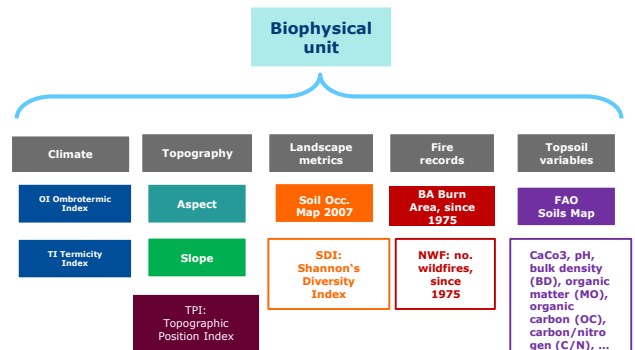 Biophysical
unit
Climate
Topography
Landscape
metrics
Fire
records
Topsoil
variables
OI Ombrotermic
Index
Aspect
Soil Occ.
Map 2007
BA Burn
Area, since
1975
FAO
Soils Map
TI Termicity
Index
Slope
SDI:
Shannon's
Diversity
Index
NWF: no.
wildfires,
since
1975
CaCo3, pH,
bulk density
(BD), organic
matter (MO),
organic
carbon (OC),
carbon/nitro
gen (C/N), ...
TPI:
Topographic
Position Index